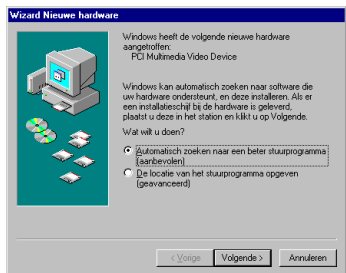 Wizard Nieuwe hardware
Windows heeft de volgende nieuwe hardware
aangetroffen:
PCI Multimedia Video Device
Windows kan automatisch zoeken naar software die
uw hardware ondersteunt, en deze installeren. Als er
een installatieschijf bij de hardware is geleverd,
plaatst u deze in het station en klikt u op Volgende.
Wat wilt u doen?
Automatisch zoeken naar een beter stuurprogramma
(aanbevolen)
De locatie van het stuurprogramma opgeven
(geavanceerd)
< Vorige
Volgende >
Annuleren